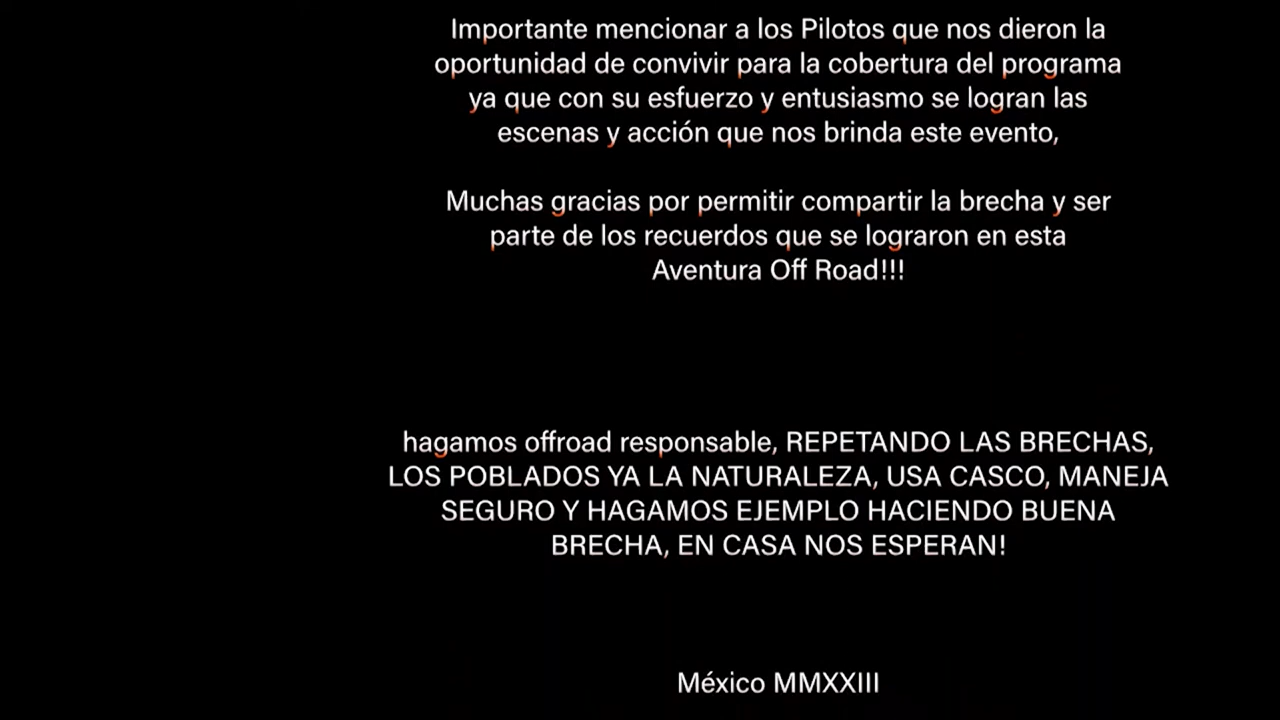 Importante mencionar a los Pilotos que nos dieron la
oportunidad de convivir para la cobertura del programa
ya que con su esfuerzo y entusiasmo se logran las
escenas y acción que nos brinda este evento,
Muchas gracias por permitir compartir la brecha y ser
parte de los recuerdos que se lograron en esta
Aventura Off Road!!!
hagamos offroad responsable, REPETANDO LAS BRECHAS,
LOS POBLADOS YA LA NATURALEZA, USA CASCO, MANEJA
SEGURO Y HAGAMOS EJEMPLO HACIENDO BUENA
BRECHA, EN CASA NOS ESPERAN!
México MMXXIII